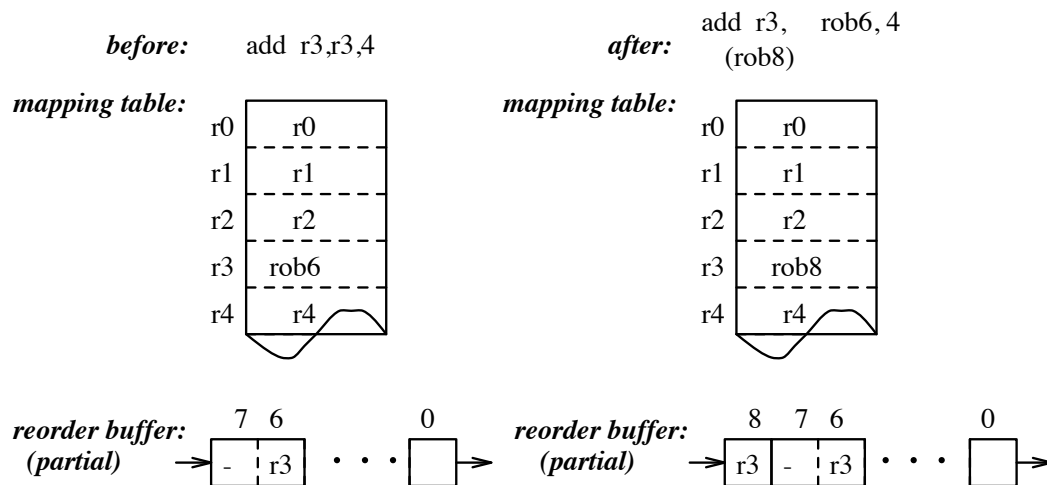 before: add r3,r3,4
after: add r3, rob6, 4
(rob8)
mapping table:
r0 r0
r1 r1
r2 r2
r3 rob6
r4 r4
mapping table:
r0 r0
r1 r1
r2 r2
r3 rob8
r4 r4
7 6 0
reorder buffer:
(partial) - r3 . . .
8 7 6 0
reorder buffer:
(partial) r3 - r3 . . .